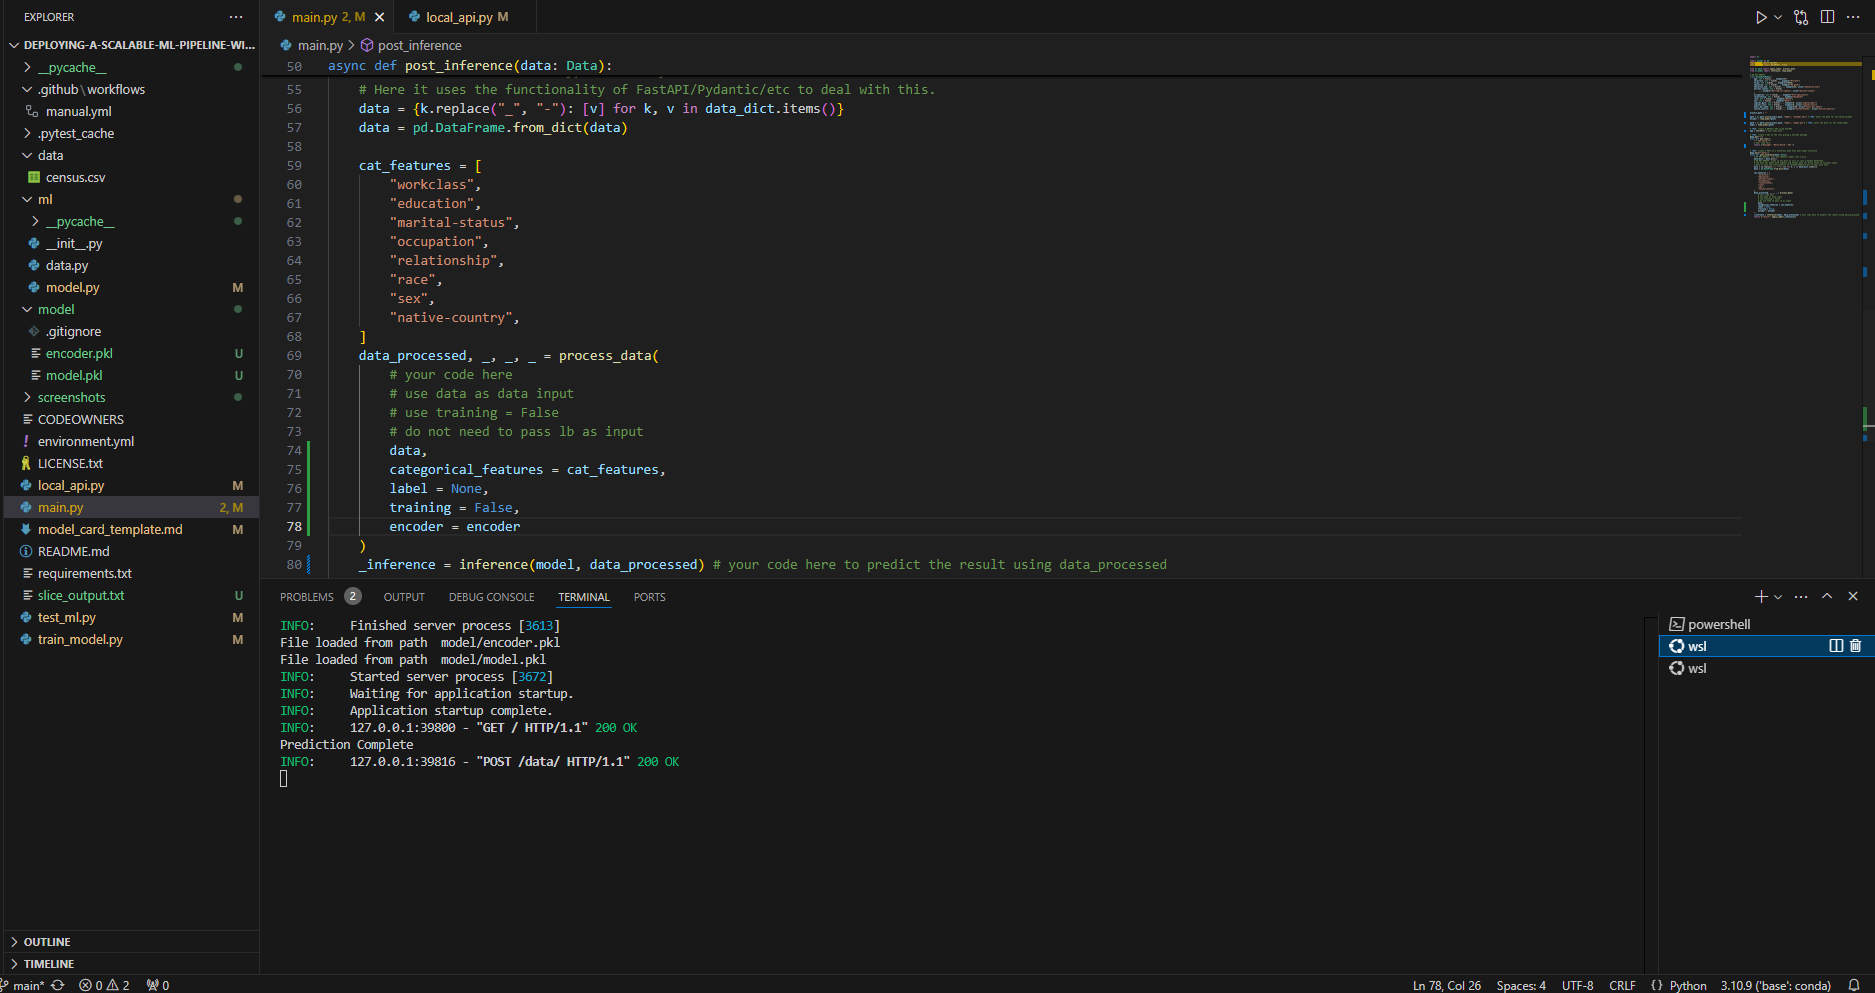 EXPLORER
DEPLOYING-A-SCALABLE-ML-PIPELINE-WI...
__pycache__
.github\workflows
manual.yml
.pytest_cache
data
census.csv
ml
__pycache__
__init__.py
data.py
model.py M
model
.gitignore
encoder.pkl U
model.pkl U
screenshots
CODEOWNERS
environment.yml
LICENSE.txt
local_api.py M
main.py 2, M
model_card_template.md M
README.md
requirements.txt
slice_output.txt U
test_ml.py M
train_model.py M
OUTLINE
TIMELINE
main.py 2, M
local_api.py M
main.py > post_inference
50 async def post_inference(data: Data):
55 # Here it uses the functionality of FastAPI/Pydantic/etc to deal with this.
56 data = {k.replace("_", "-"): [v] for k, v in data_dict.items()}
57 data = pd.DataFrame.from_dict(data)
58
59 cat_features = [
60 "workclass",
61 "education",
62 "marital-status",
63 "occupation",
64 "relationship",
65 "race",
66 "sex",
67 "native-country",
68 ]
69 data_processed, _, _, _ = process_data(
70 # your code here
71 # use data as data input
72 # use training = False
73 # do not need to pass lb as input
74 data,
75 categorical_features = cat_features,
76 label = None,
77 training = False,
78 encoder = encoder
79 )
80 _inference = inference(model, data_processed) # your code here to predict the result using data_processed
PROBLEMS 2 OUTPUT DEBUG CONSOLE TERMINAL PORTS
INFO: Finished server process [3613]
File loaded from path model/encoder.pkl
File loaded from path model/model.pkl
INFO: Started server process [3672]
INFO: Waiting for application startup.
INFO: Application startup complete.
INFO: 127.0.0.1:39800 - "GET / HTTP/1.1" 200 OK
Prediction Complete
INFO: 127.0.0.1:39816 - "POST /data/ HTTP/1.1" 200 OK
powershell
wsl
wsl
main* 0 2 0 Ln 78, Col 26 Spaces: 4 UTF-8 CRLF {} Python 3.10.9 ('base': conda)